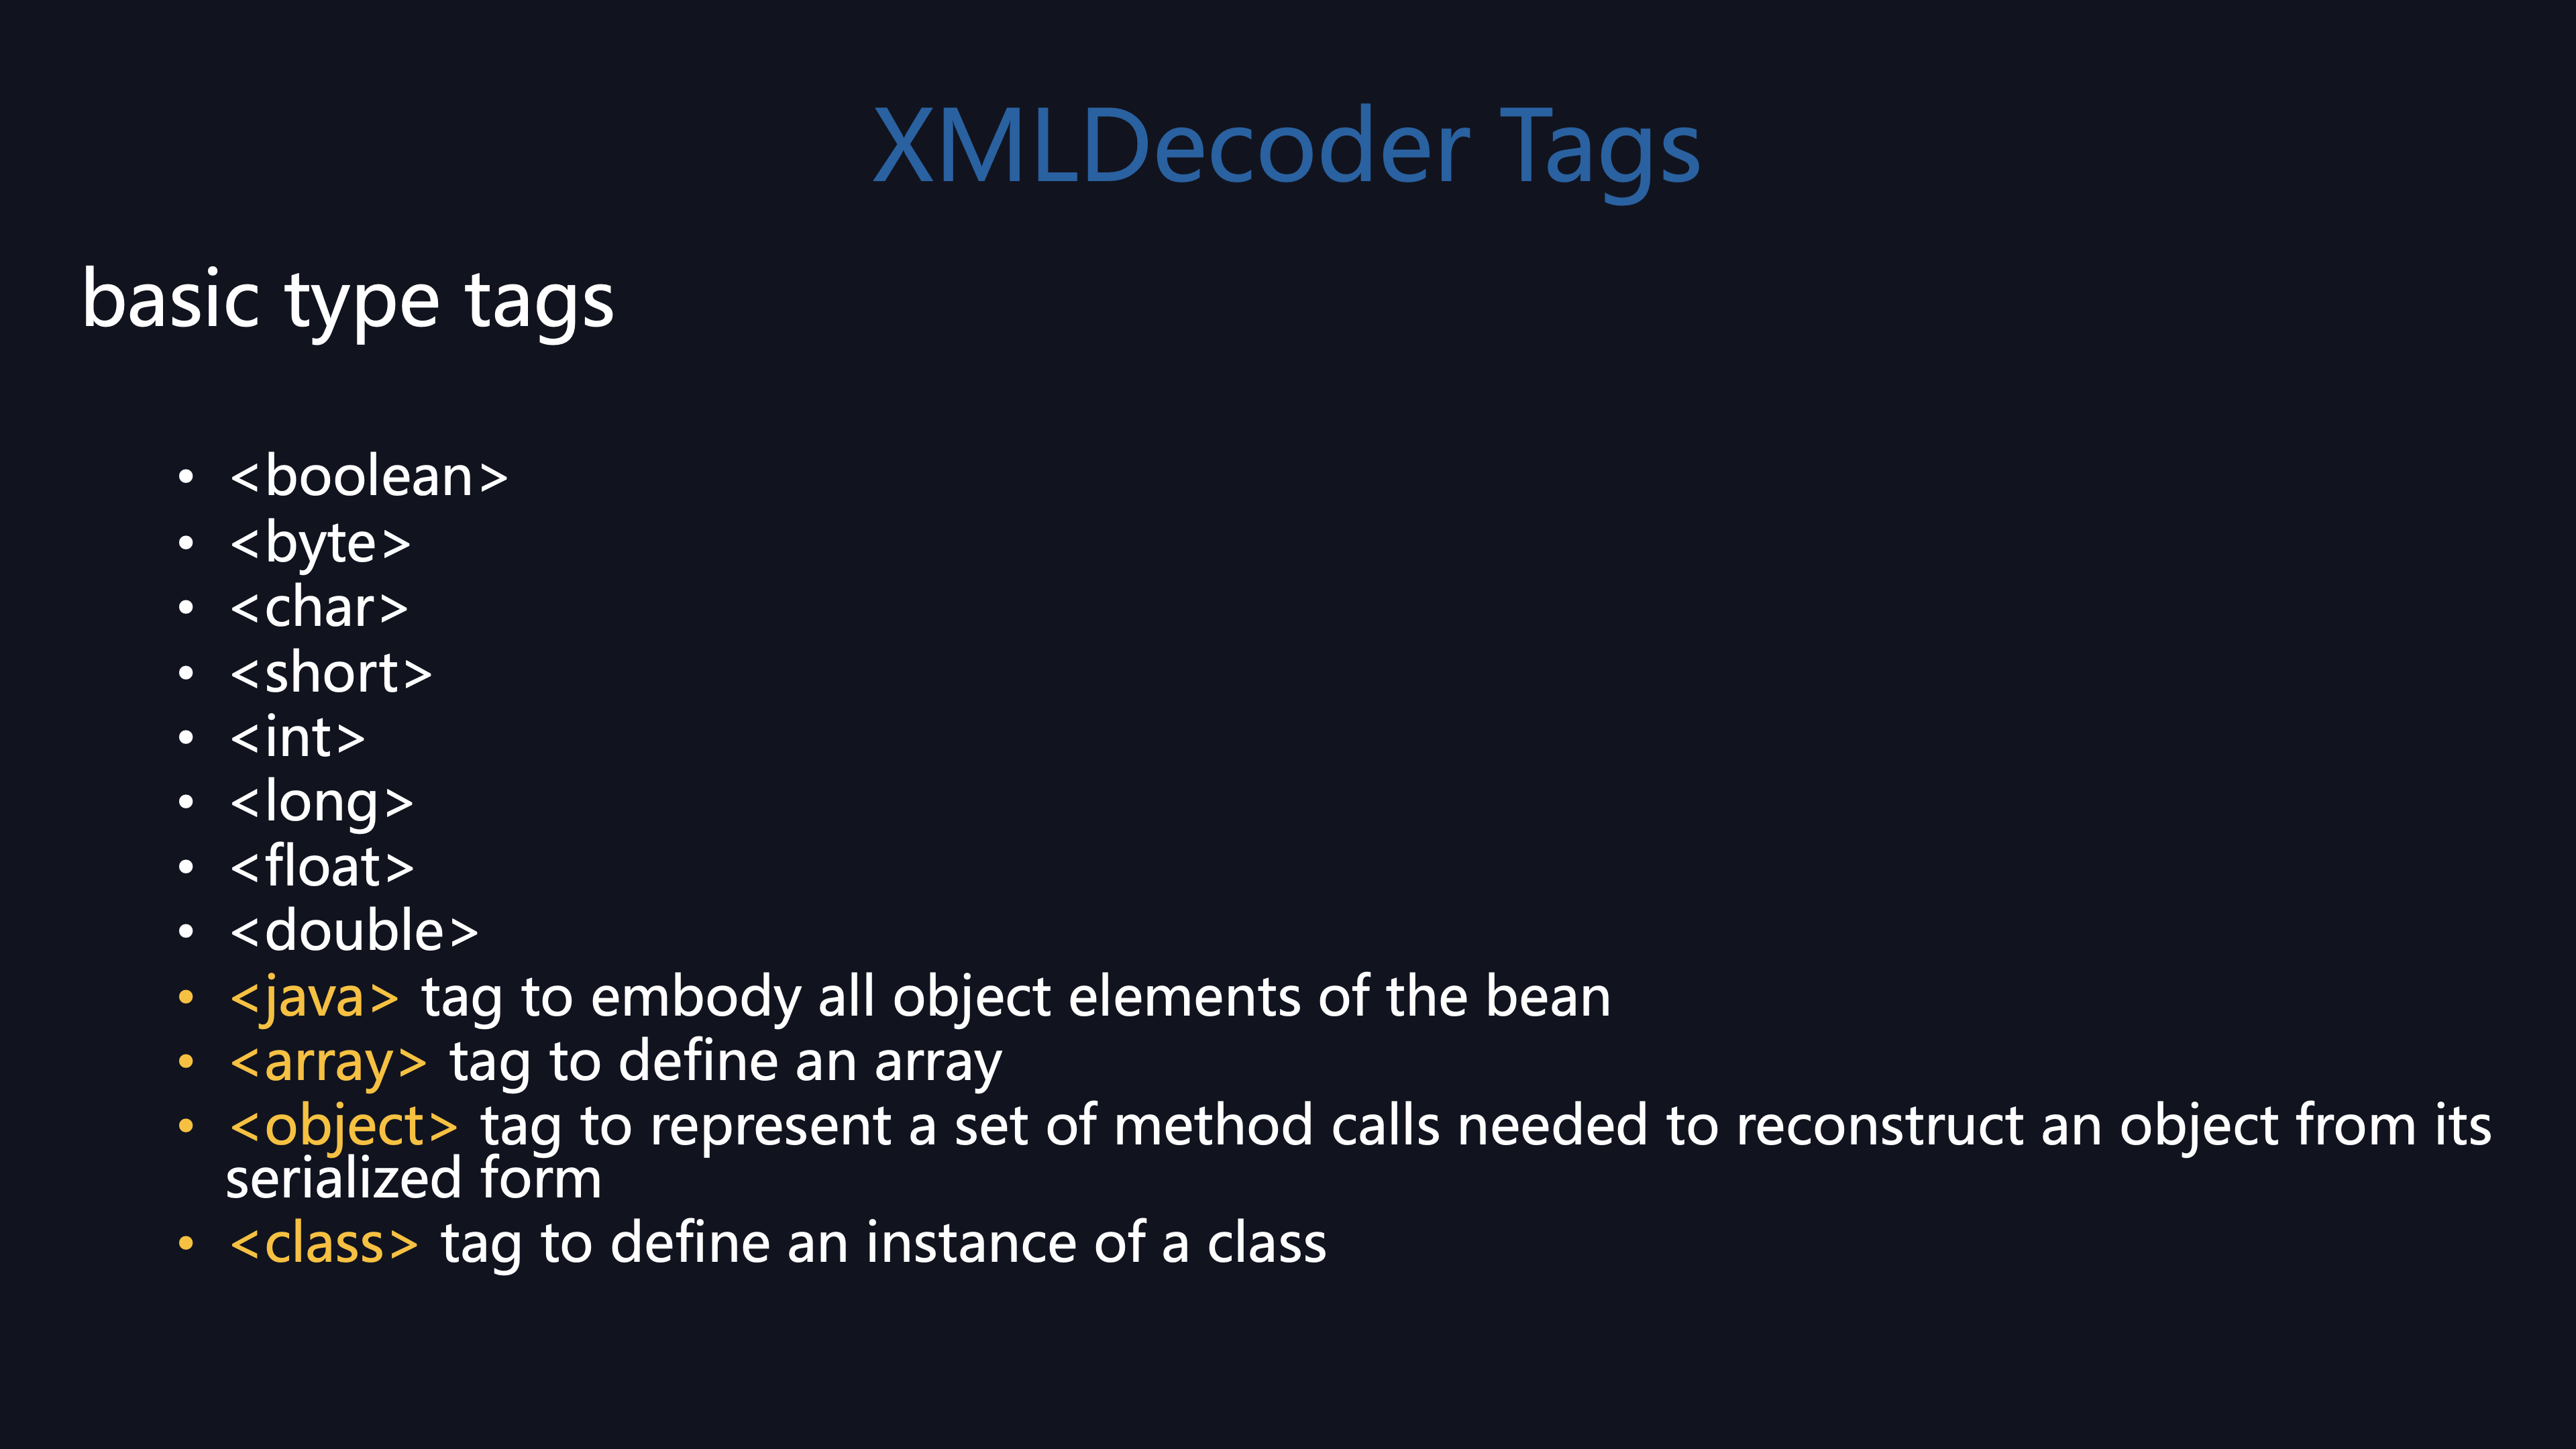 XMLDecoder Tags
basic type tags
• <boolean>
• <byte>
• <char>
• <short>
• <int>
• <long>
• <float>
• <double>
• <java> tag to embody all object elements of the bean
• <array> tag to define an array
• <object> tag to represent a set of method calls needed to reconstruct an object from its
serialized form
• <class> tag to define an instance of a class